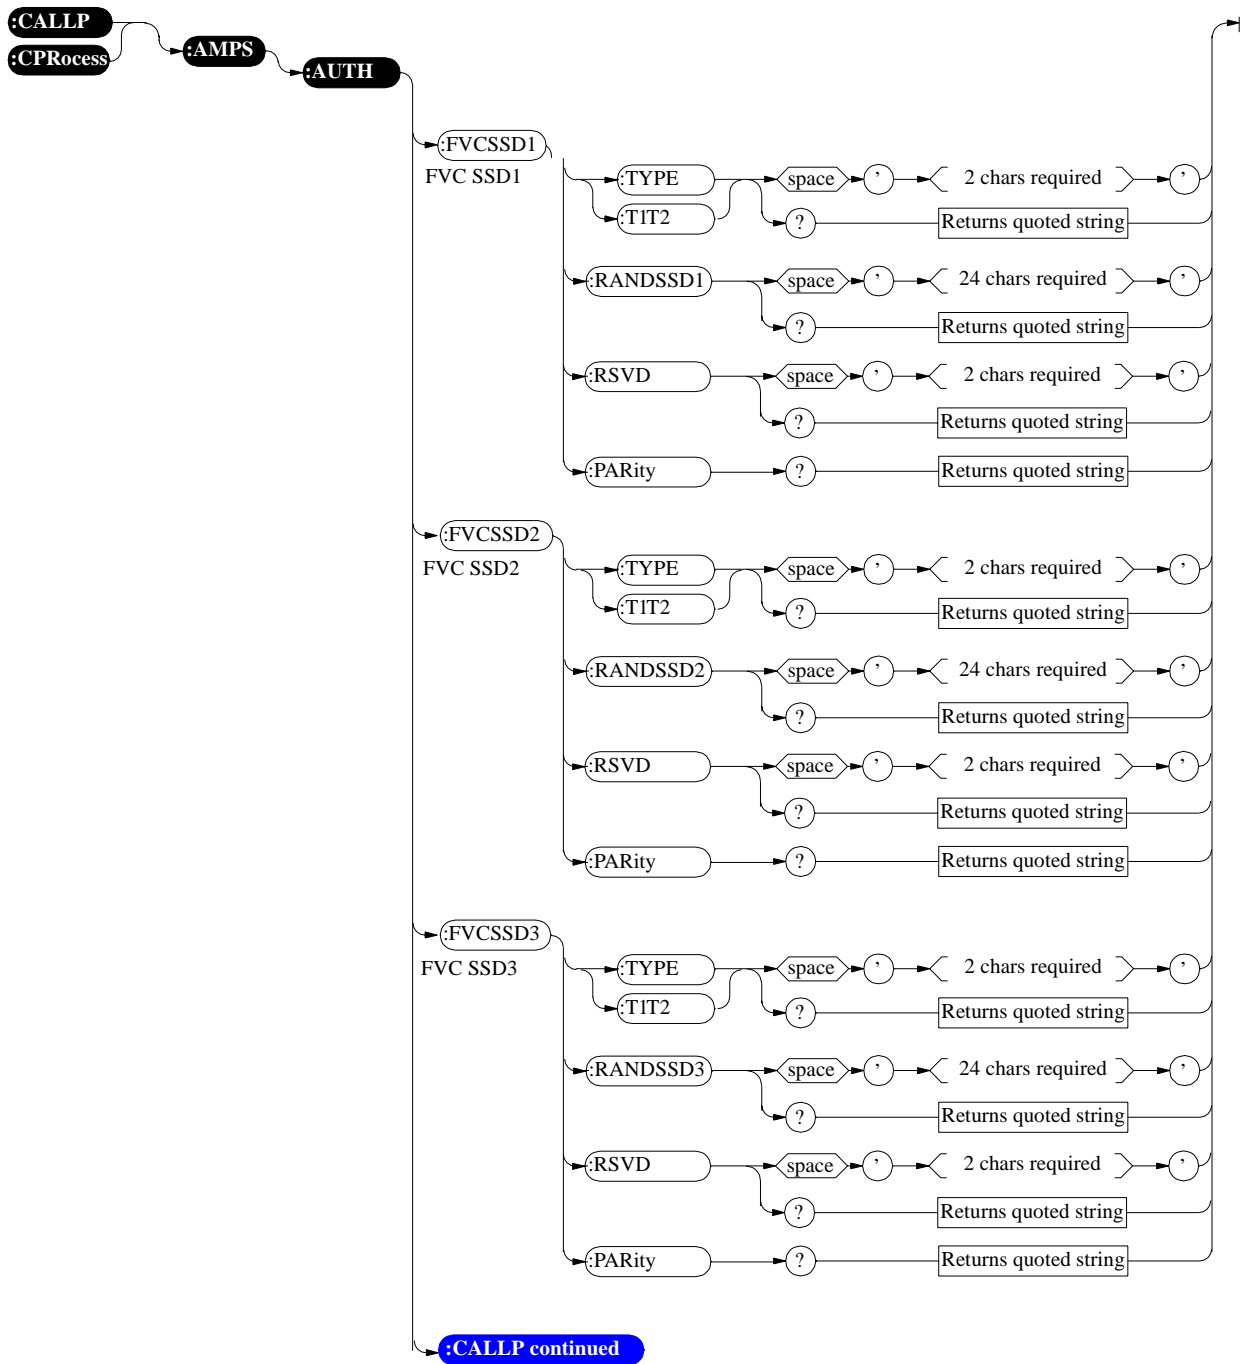 :CALLP
:CPRocess
:AMPS
:AUTH
:FVCSSD1
FVC SSD1
:TYPE space ’ 2 chars required ’
:T1T2 ? Returns quoted string
:RANDSSD1 space ’ 24 chars required ’
? Returns quoted string
:RSVD space ’ 2 chars required ’
? Returns quoted string
:PARity ? Returns quoted string
:FVCSSD2
FVC SSD2
:TYPE space ’ 2 chars required ’
:T1T2 ? Returns quoted string
:RANDSSD2 space ’ 24 chars required ’
? Returns quoted string
:RSVD space ’ 2 chars required ’
? Returns quoted string
:PARity ? Returns quoted string
:FVCSSD3
FVC SSD3
:TYPE space ’ 2 chars required ’
:T1T2 ? Returns quoted string
:RANDSSD3 space ’ 24 chars required ’
? Returns quoted string
:RSVD space ’ 2 chars required ’
? Returns quoted string
:PARity ? Returns quoted string
:CALLP continued